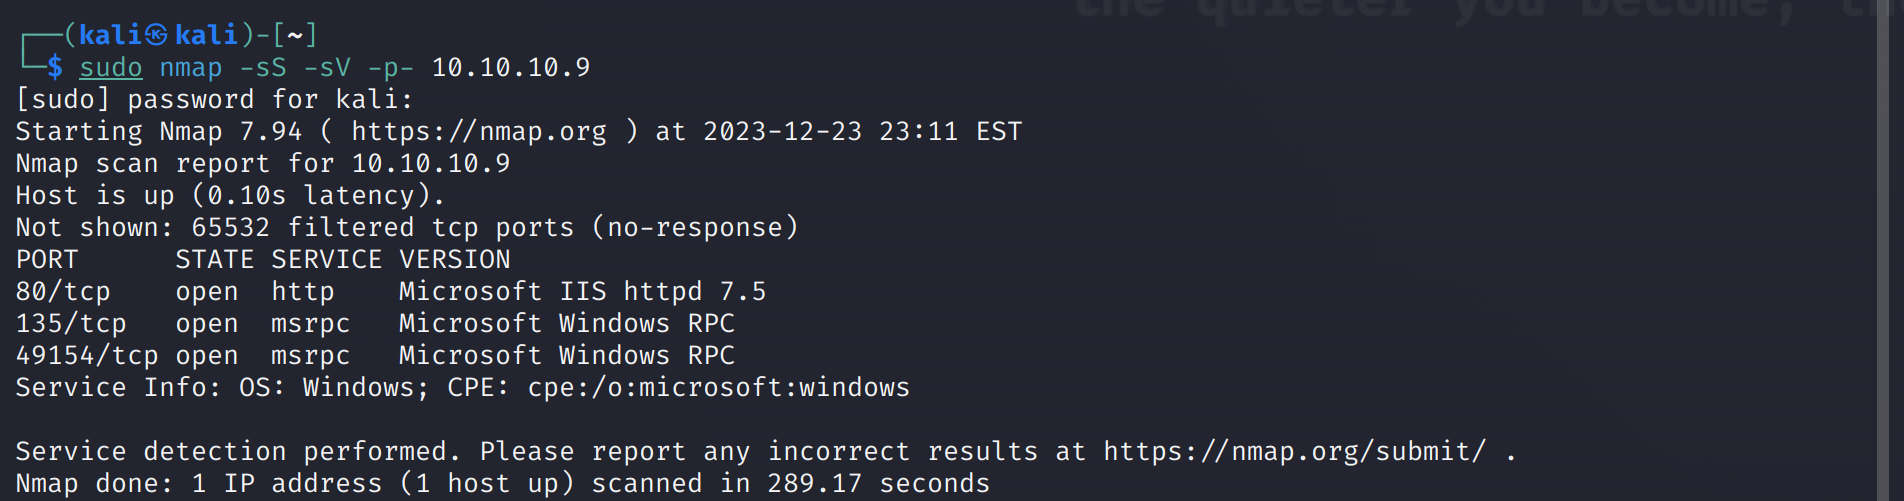 the quieter you become, th
┌──(kali㉿kali)-[~]
└─$ sudo nmap -sS -sV -p- 10.10.10.9
[sudo] password for kali:
Starting Nmap 7.94 ( https://nmap.org ) at 2023-12-23 23:11 EST
Nmap scan report for 10.10.10.9
Host is up (0.10s latency).
Not shown: 65532 filtered tcp ports (no-response)
PORT      STATE SERVICE VERSION
80/tcp    open  http    Microsoft IIS httpd 7.5
135/tcp   open  msrpc   Microsoft Windows RPC
49154/tcp open  msrpc   Microsoft Windows RPC
Service Info: OS: Windows; CPE: cpe:/o:microsoft:windows

Service detection performed. Please report any incorrect results at https://nmap.org/submit/ .
Nmap done: 1 IP address (1 host up) scanned in 289.17 seconds